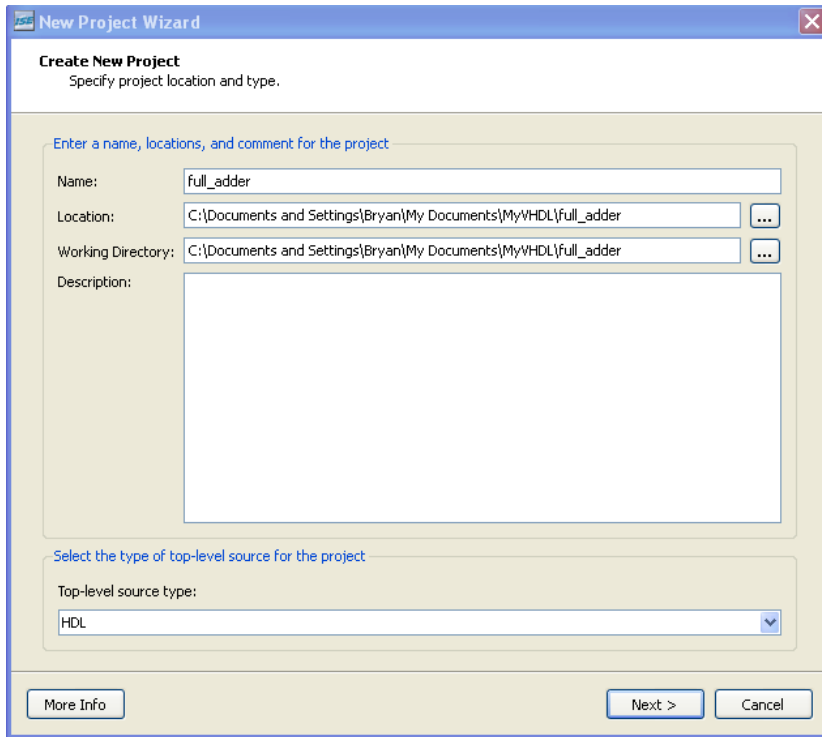 ISE New Project Wizard
Create New Project
Specify project location and type.
Enter a name, locations, and comment for the project
Name: full_adder
Location: C:\Documents and Settings\Bryan\My Documents\MyVHDL\full_adder ...
Working Directory: C:\Documents and Settings\Bryan\My Documents\MyVHDL\full_adder ...
Description:
Select the type of top-level source for the project
Top-level source type:
HDL
More Info Next > Cancel